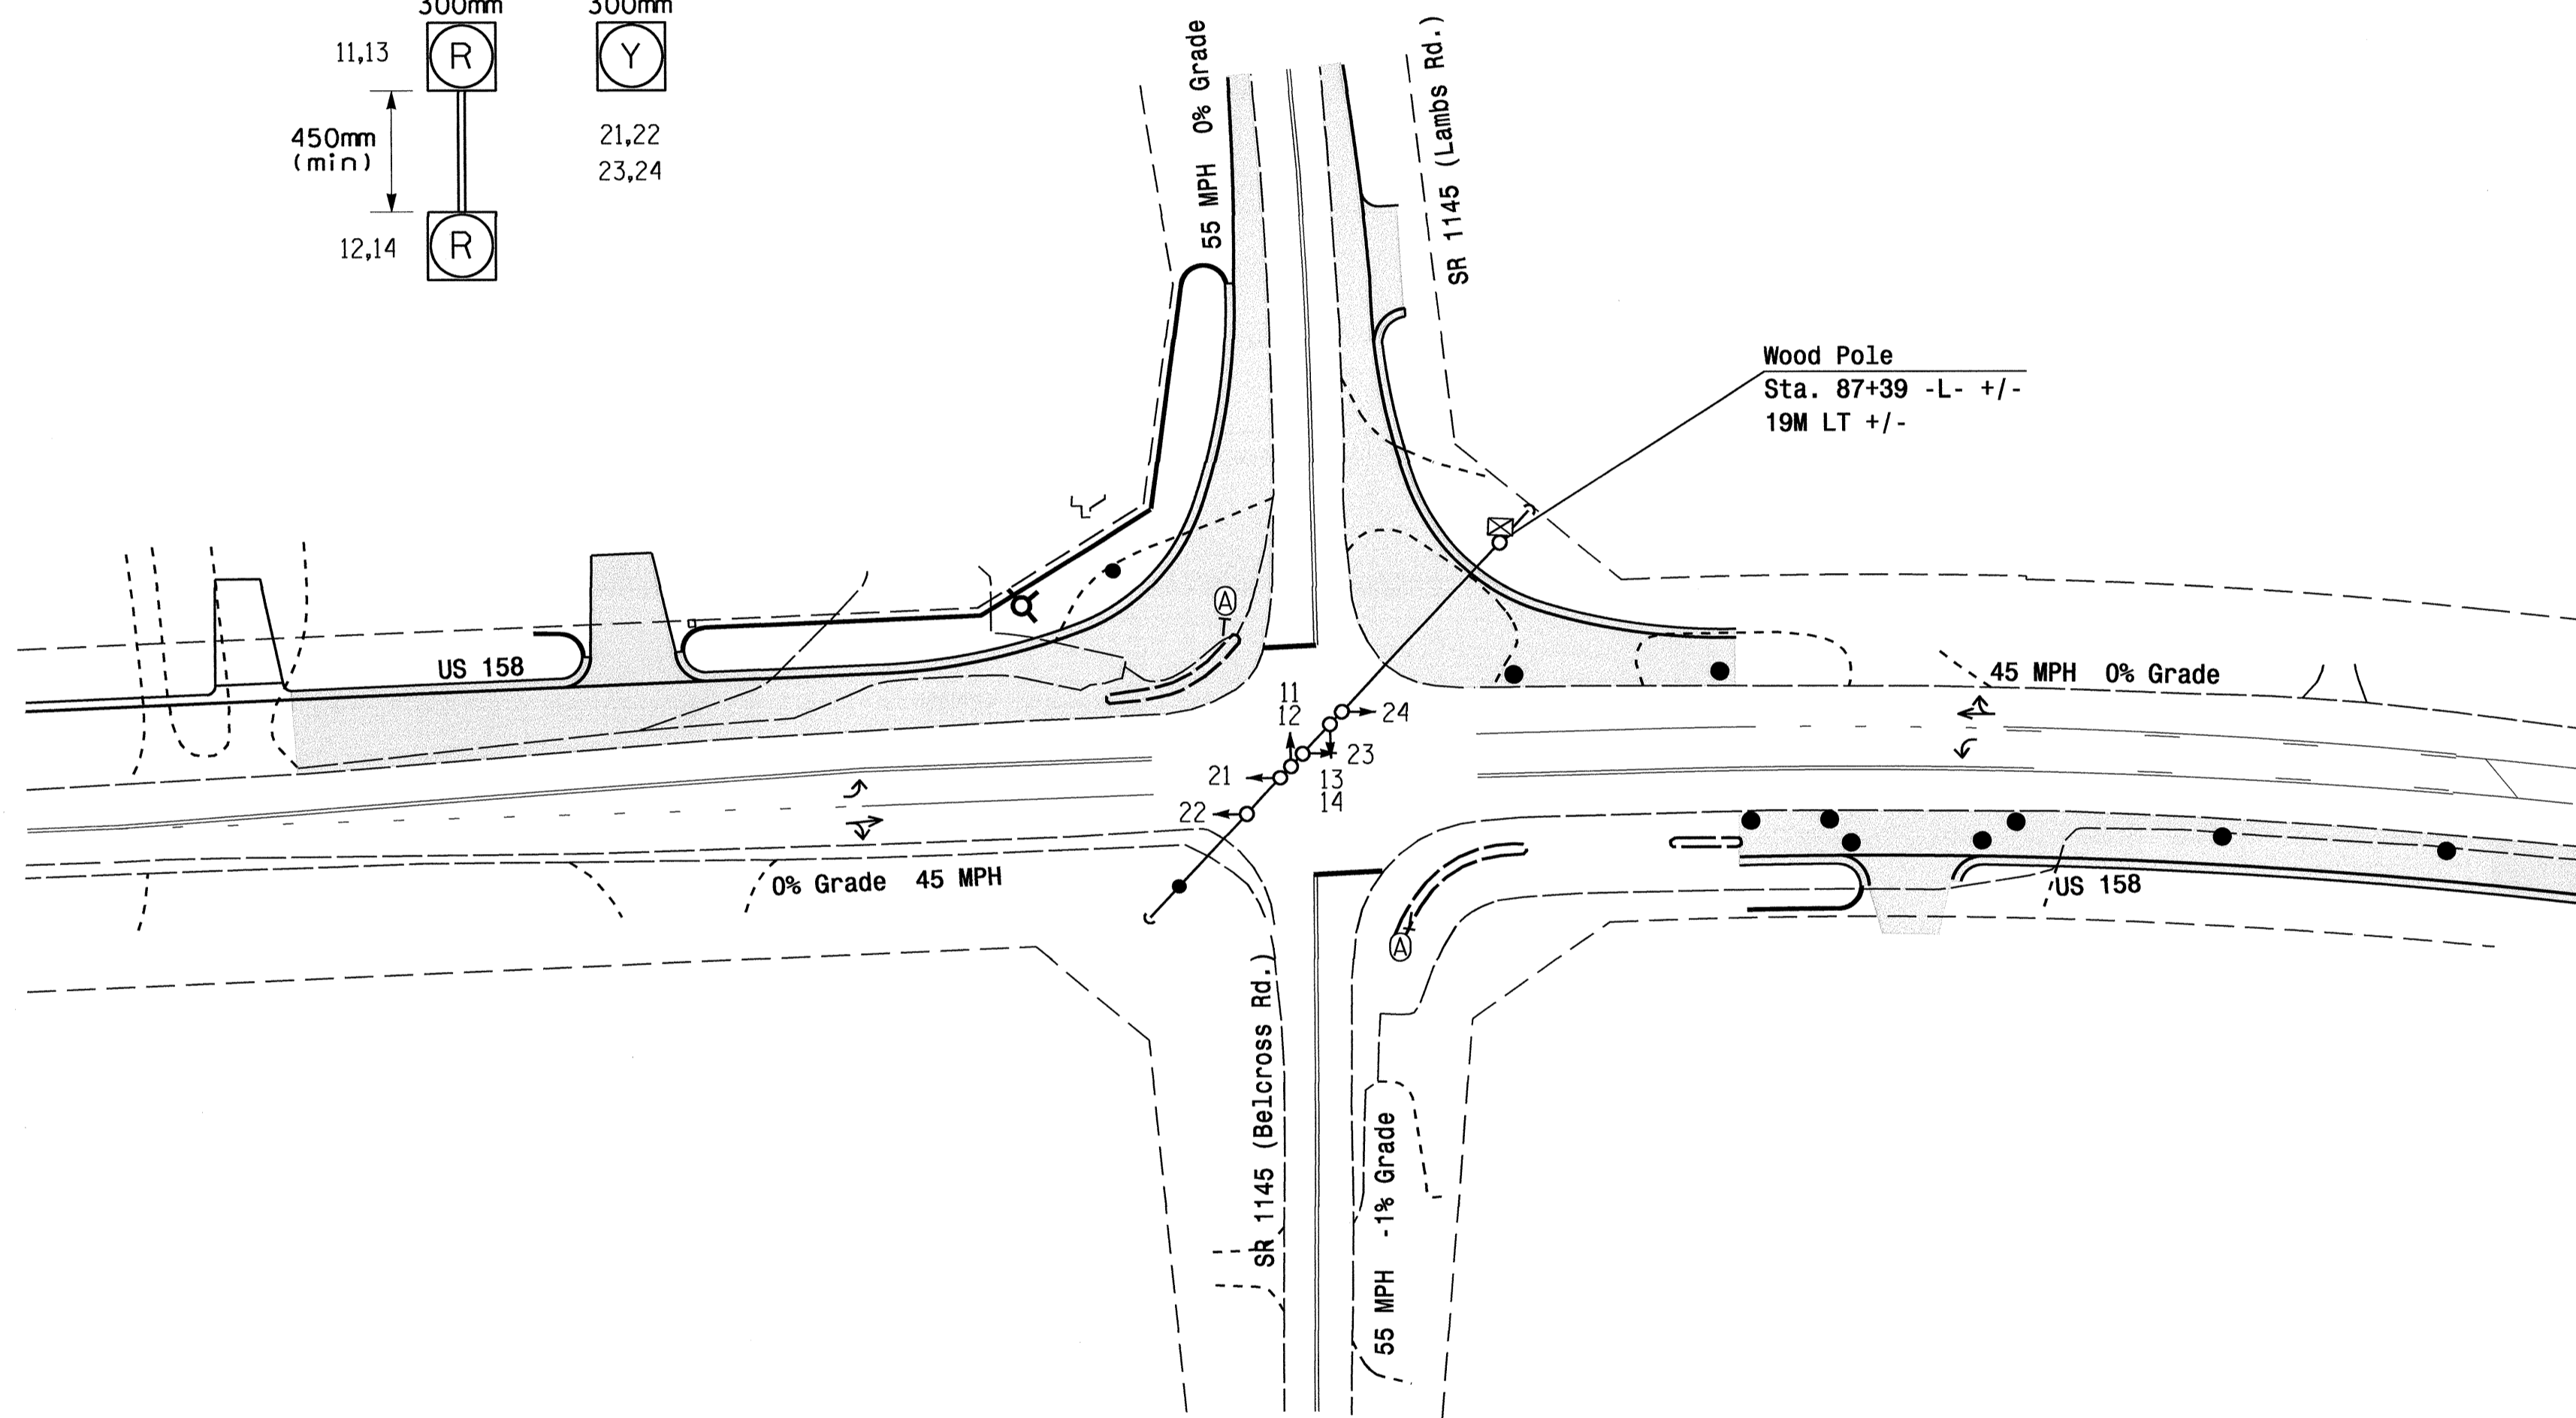 300mm
300mm
11,13
R
Y
450mm
(min)
21,22
23,24
12,14
R
55 MPH 0% Grade
SR 1145 (Lambs Rd.)
Wood Pole
Sta. 87+39 -L- +/-
19M LT +/-
A
US 158
45 MPH 0% Grade
11
12
24
23
21
13
14
22
0% Grade 45 MPH
US 158
A
SR 1145 (Belcross Rd.)
55 MPH -1% Grade